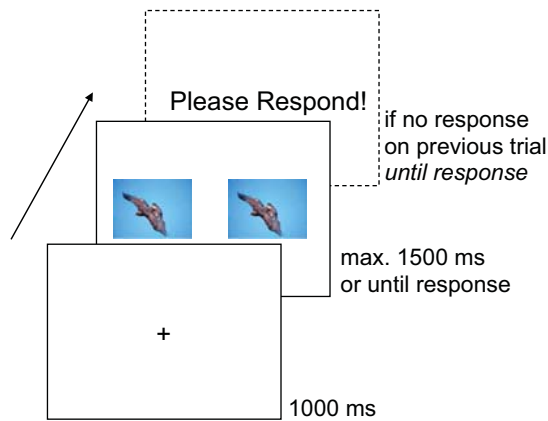 Please Respond!
if no response
on previous trial
until response
max. 1500 ms
or until response
+
1000 ms